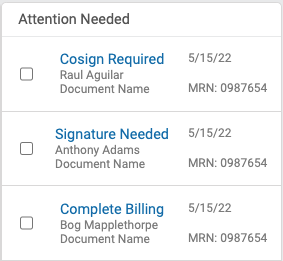 Attention Needed
Cosign Required 5/15/22
Raul Aguilar
Document Name MRN: 0987654
Signature Needed 5/15/22
Anthony Adams
Document Name MRN: 0987654
Complete Billing 5/15/22
Bog Mapplethorpe
Document Name MRN: 0987654